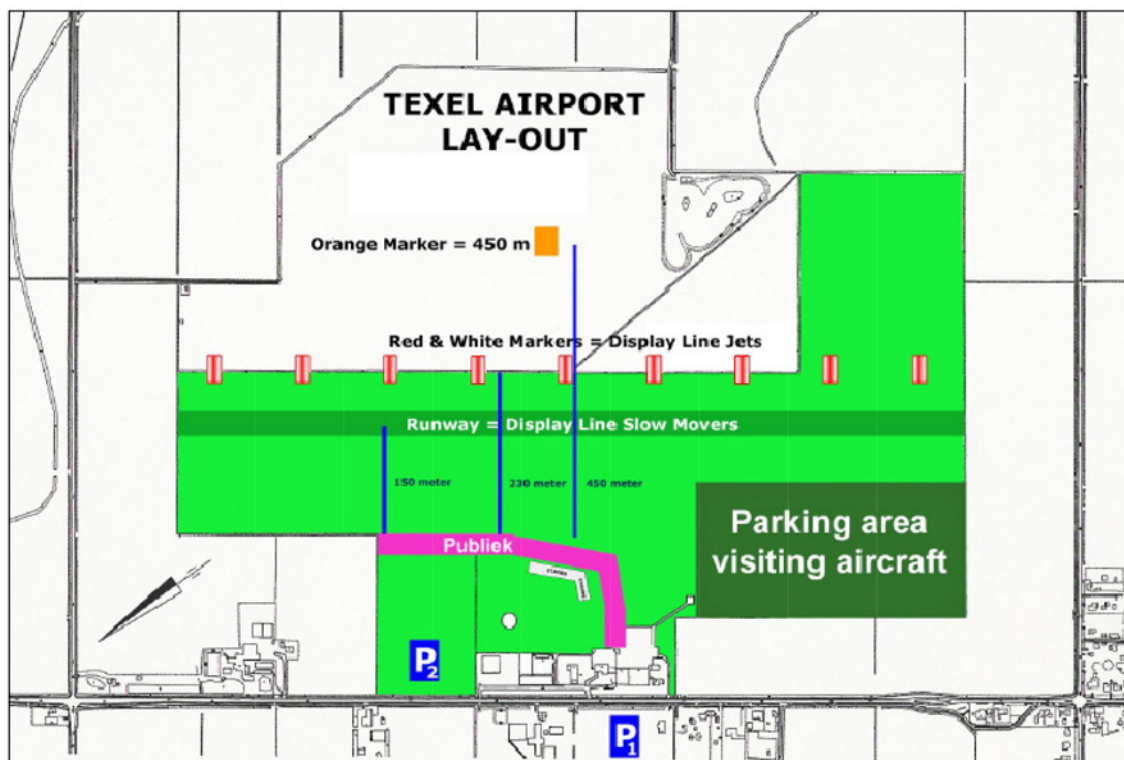 TEXEL AIRPORT
LAY-OUT
Orange Marker = 450 m
Red & White Markers = Display Line Jets
Runway = Display Line Slow Movers
150 meter
230 meter
450 meter
Parking area
visiting aircraft
Publiek
P2
P1